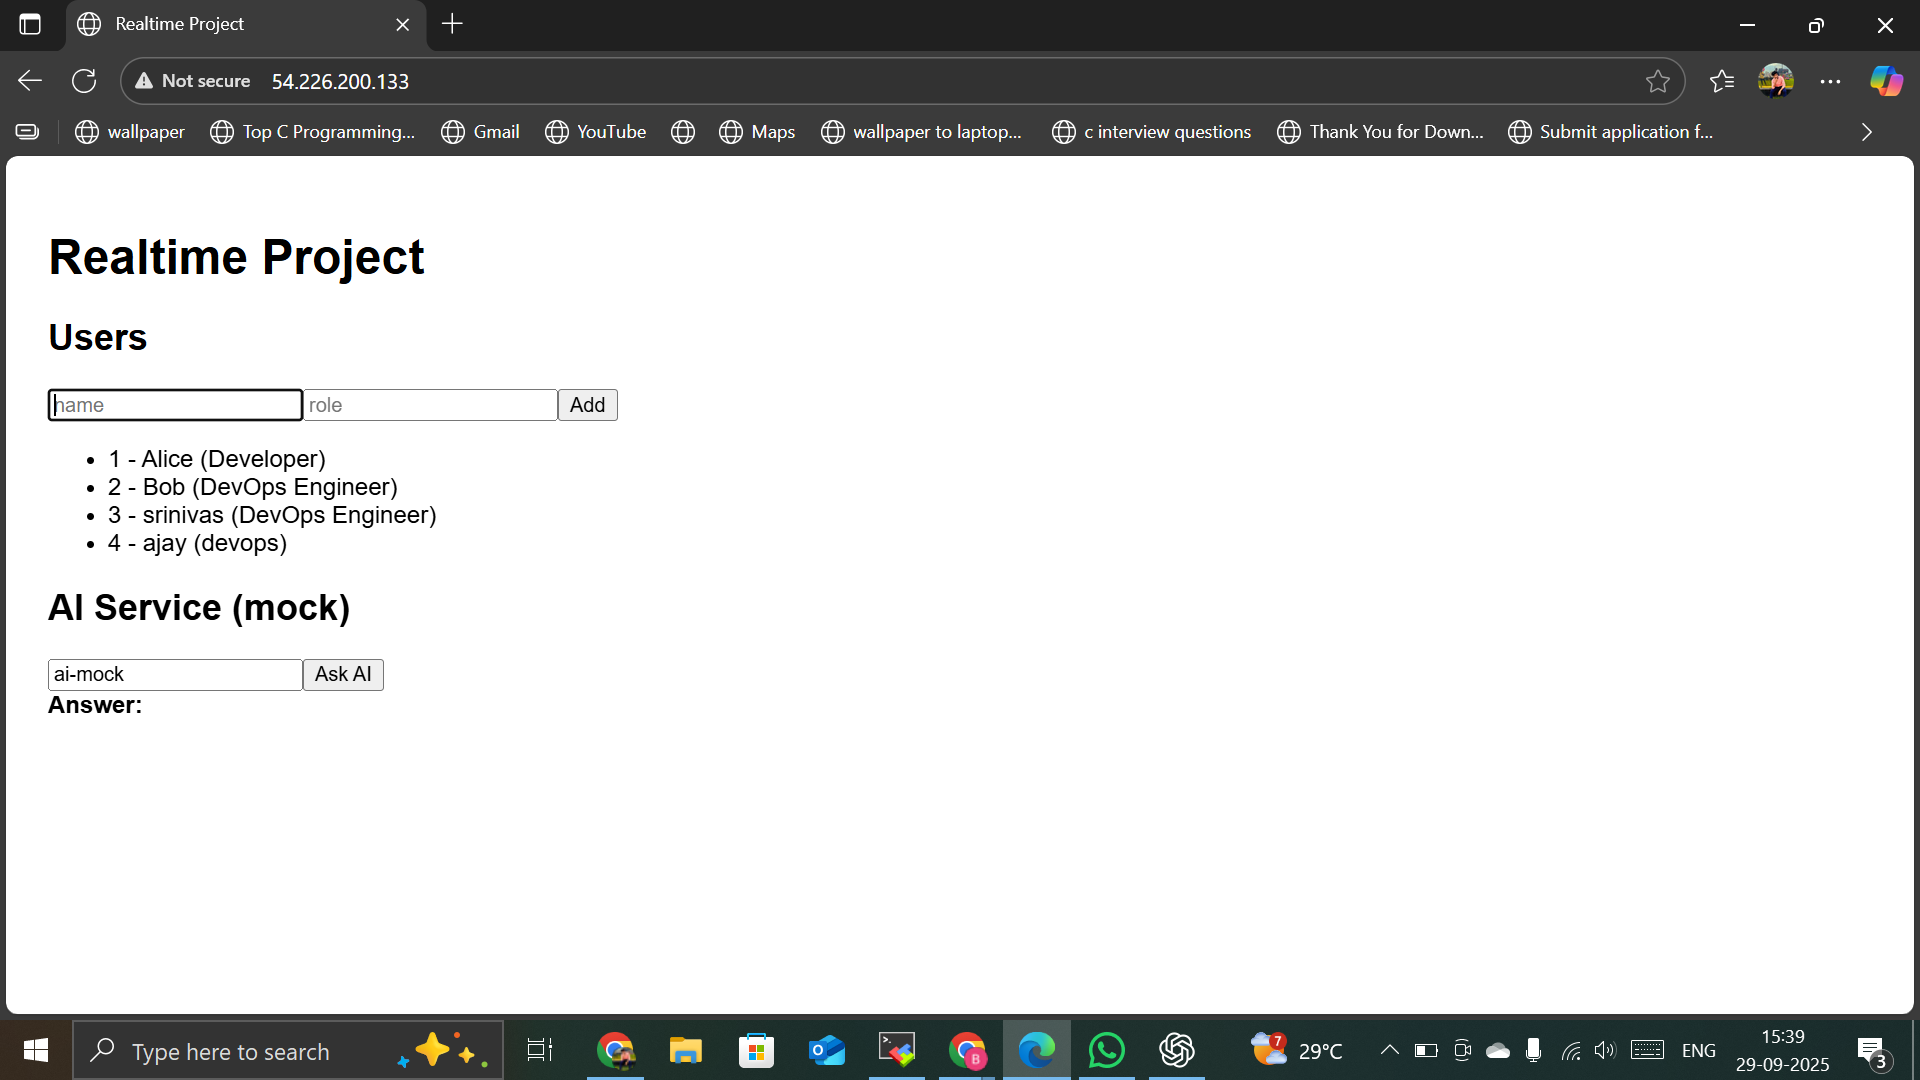 Realtime Project
Not secure 54.226.200.133
wallpaper Top C Programming... Gmail YouTube Maps wallpaper to laptop... c interview questions Thank You for Down... Submit application f...
Realtime Project
Users
name role Add
1 - Alice (Developer)
2 - Bob (DevOps Engineer)
3 - srinivas (DevOps Engineer)
4 - ajay (devops)
AI Service (mock)
ai-mock Ask AI
Answer:
Type here to search B 7 29°C ENG 15:39 3
29-09-2025